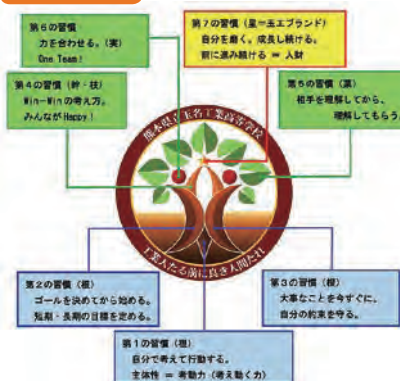 第6の習慣
力を合わせる。(実)
One Team!
第7の習慣（星＝玉工ブランド）
自分を磨く。成長し続ける。
前に進み続ける ＝ 人財
第4の習慣（幹・枝）
Win-Winの考え方。
みんながHappy！
第5の習慣（葉）
相手を理解してから、
理解してもらう。
熊本県立玉名工業高等学校
工業人たる前に良き人間たれ
第2の習慣（根）
ゴールを決めてから始める。
短期・長期の目標を定める。
第3の習慣（根）
大事なことを今すぐに。
自分の約束を守る。
第1の習慣（根）
自分で考えて行動する。
主体性 ＝ 考動力（考え動く力）